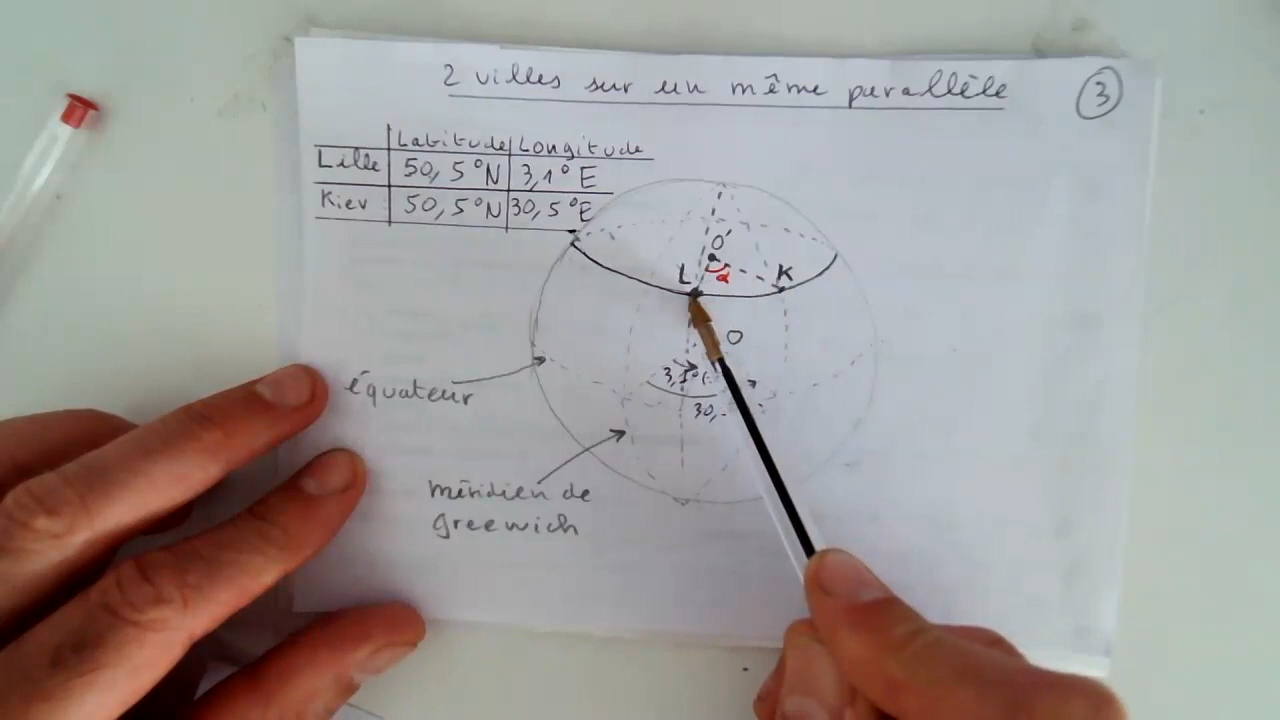 2 villes sur un même parallèle
3
Latitude Longitude
Lille 50,5°N 3,1°E
Kiev 50,5°N 30,5°E
O'
L α K
O
3,1°
équateur
30,
méridien de
greewich